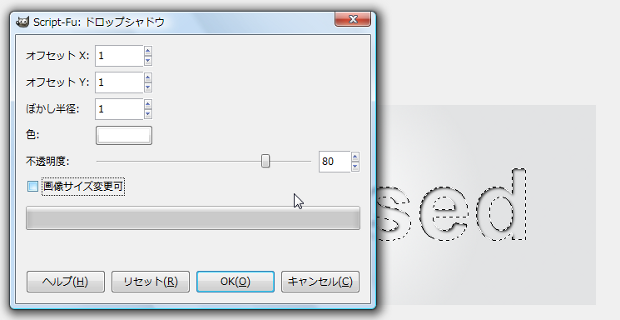 Script-Fu: ドロップシャドウ
オフセット X: 1
オフセット Y: 1
ぼかし半径: 1
色:
不透明度: 80
画像サイズ変更可
sed
ヘルプ(H) リセット(R) OK(O) キャンセル(C)